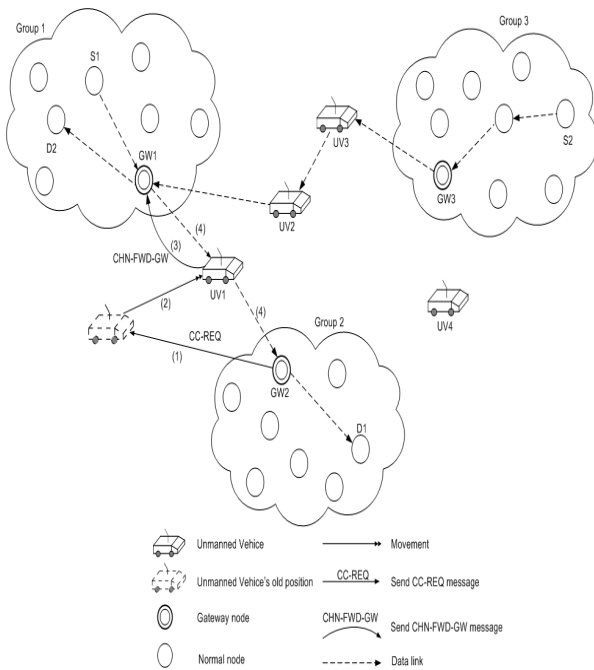 Group 1
Group 3
S1
D2
GW1
UV3
S2
GW3
UV2
(4)
(3)
CHN-FWD-GW
UV1
(2)
(4)
UV4
Group 2
CC-REQ
(1)
GW2
D1
Unmanned Vehice
Movement
Unmanned Vehice's old position
CC-REQ
Send CC-REQ message
Gateway node
CHN-FWD-GW
Send CHN-FWD-GW message
Normal node
Data link